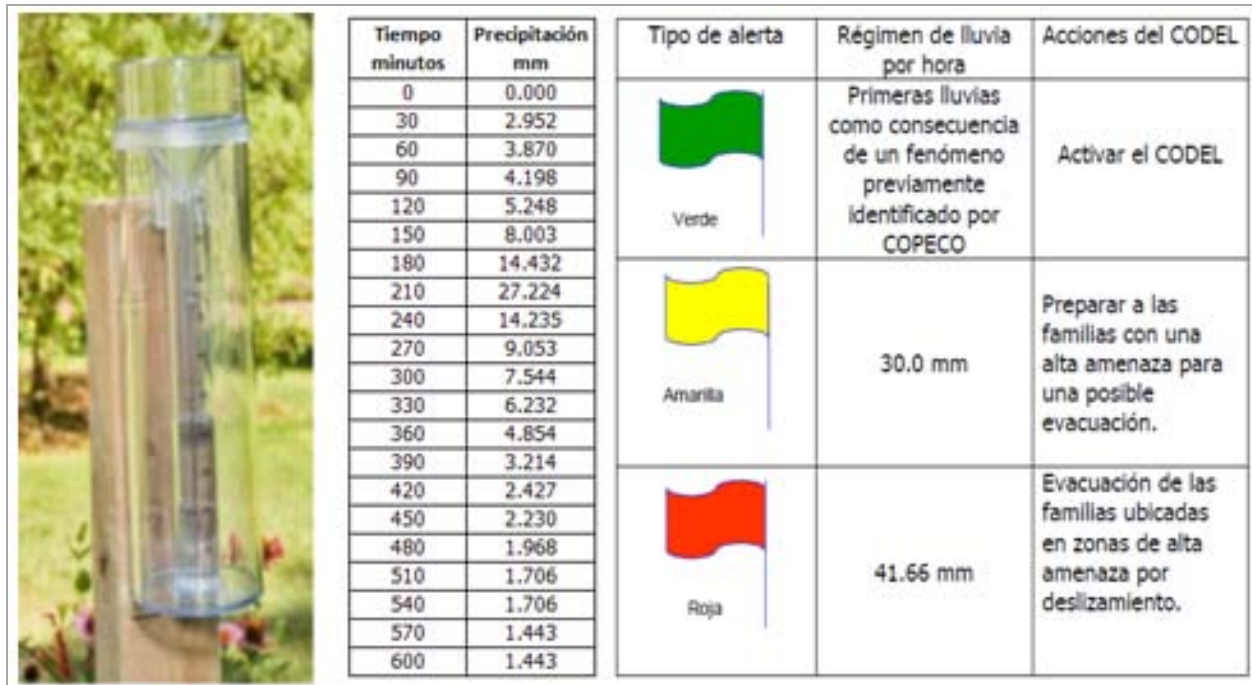 Tiempo minutos Precipitación mm
0 0.000
30 2.952
60 3.870
90 4.198
120 5.248
150 8.003
180 14.432
210 27.224
240 14.235
270 9.053
300 7.544
330 6.232
360 4.854
390 3.214
420 2.427
450 2.230
480 1.968
510 1.706
540 1.706
570 1.443
600 1.443
Tipo de alerta
Régimen de lluvia
por hora
Acciones del CODEL
Verde
Primeras lluvias
como consecuencia
de un fenómeno
previamente
identificado por
COPECO
Activar el CODEL
Amarilla
30.0 mm
Preparar a las
familias con una
alta amenaza para
una posible
evacuación.
Roja
41.66 mm
Evacuación de las
familias ubicadas
en zonas de alta
amenaza por
deslizamiento.